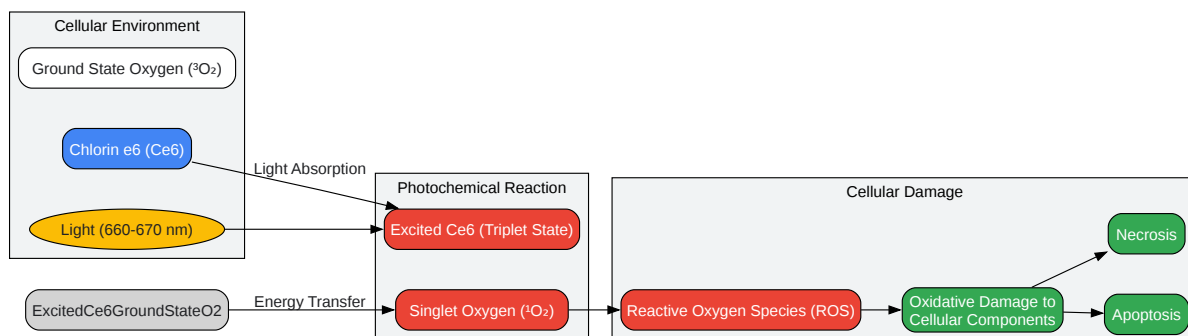 Cellular Environment
Ground State Oxygen (³O₂)
Chlorin e6 (Ce6)
Light Absorption
Photochemical Reaction
Cellular Damage
Light (660-670 nm)
Excited Ce6 (Triplet State)
Necrosis
ExcitedCe6GroundStateO2
Energy Transfer
Singlet Oxygen (¹O₂)
Reactive Oxygen Species (ROS)
Oxidative Damage to
Cellular Components
Apoptosis